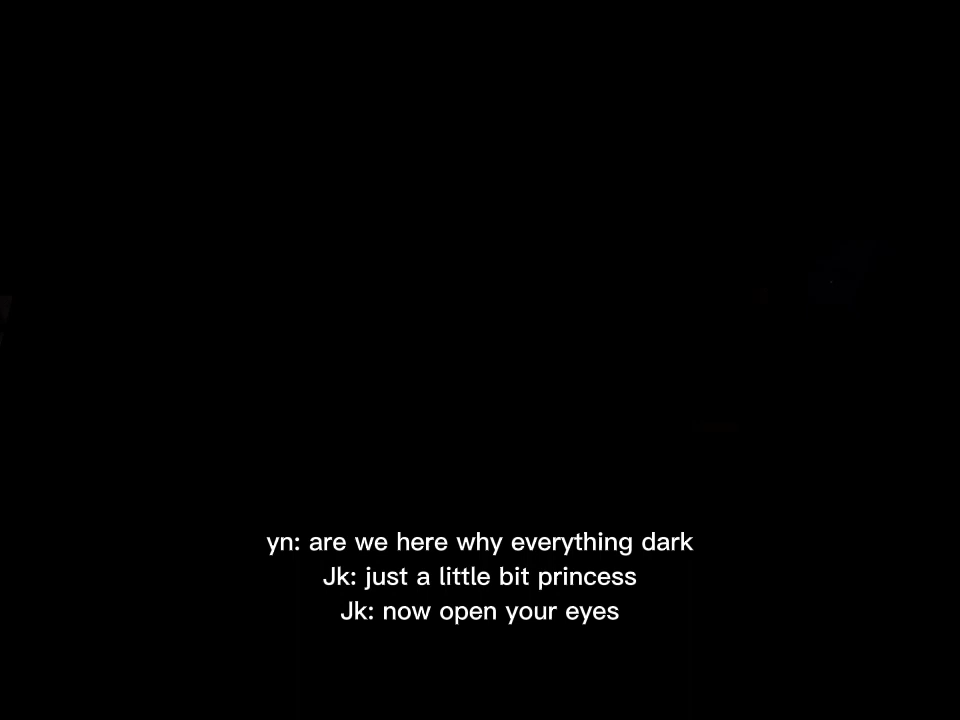 yn: are we here why everything dark
Jk: just a little bit princess
Jk: now open your eyes